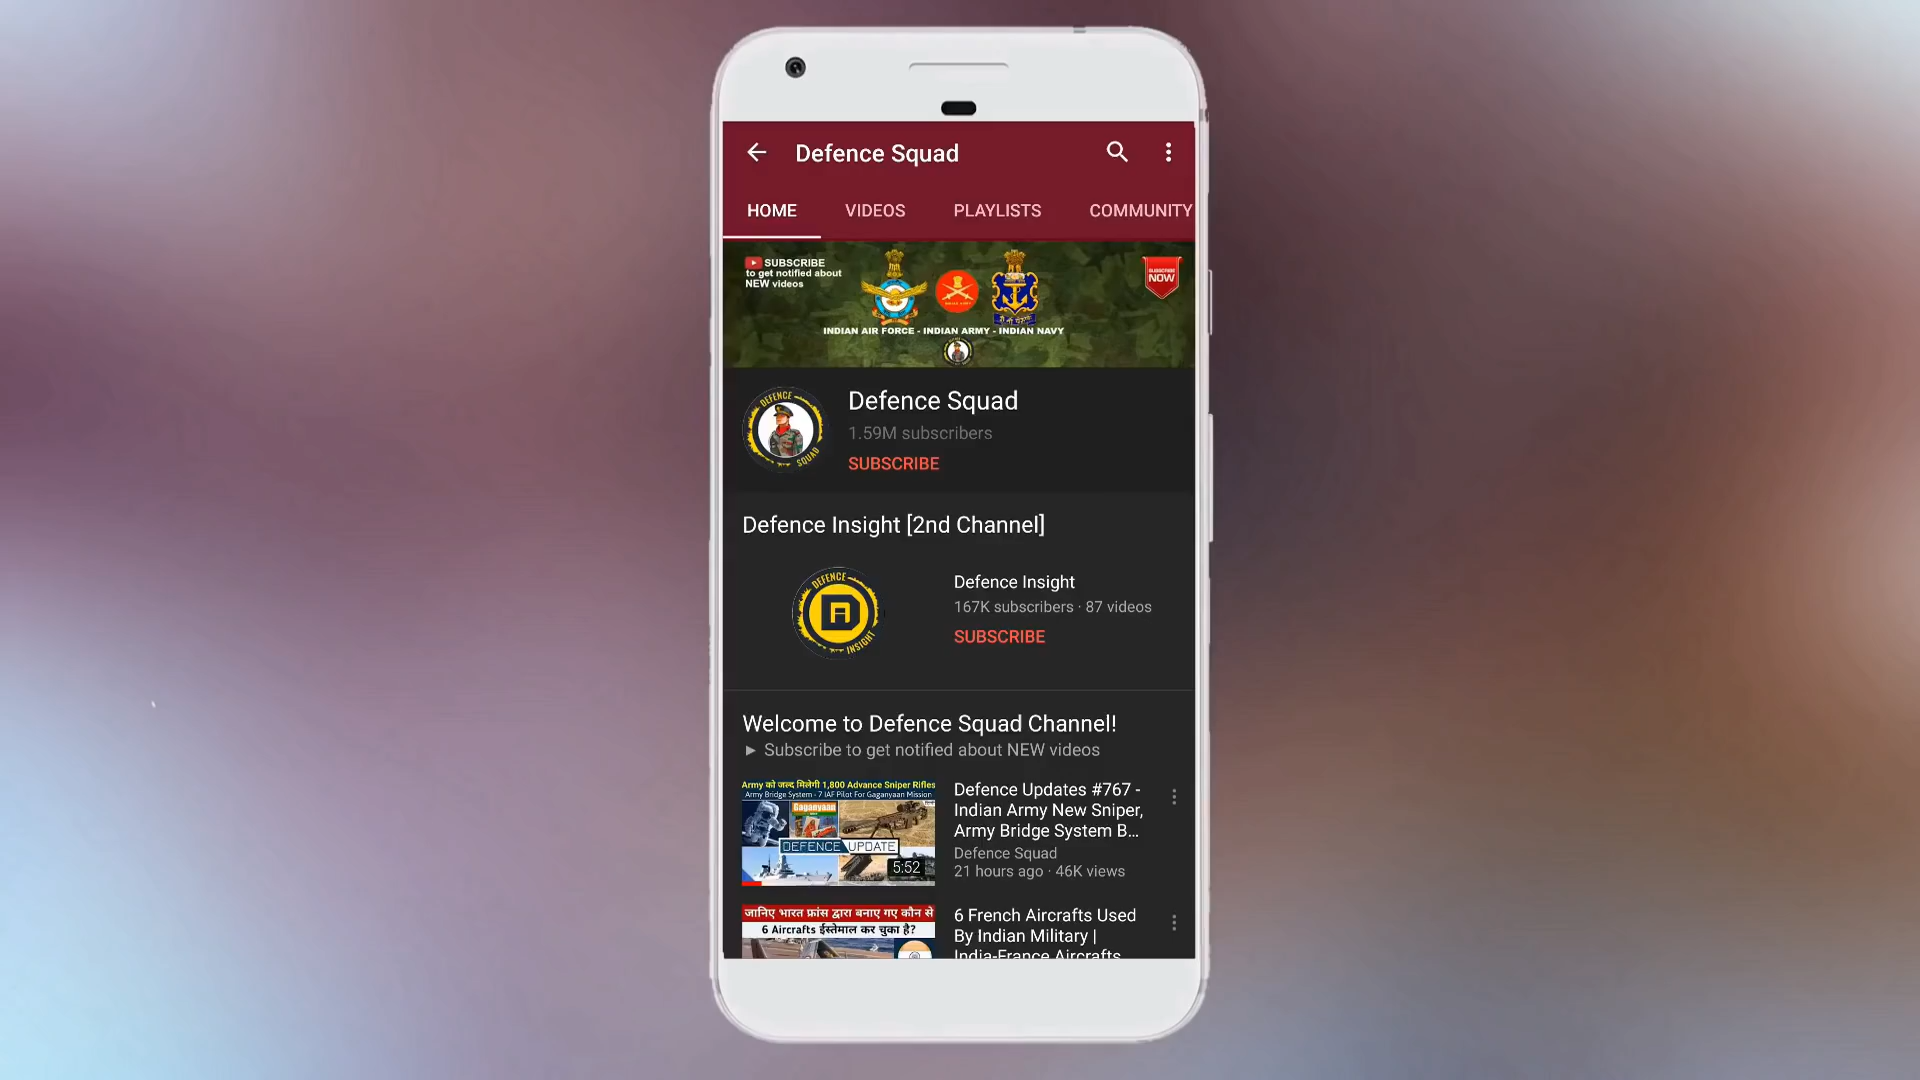 Defence Squad
HOME VIDEOS PLAYLISTS COMMUNITY
SUBSCRIBE
to get notified about
NEW videos
SUBSCRIBE
NOW
INDIAN AIR FORCE - INDIAN ARMY - INDIAN NAVY
DEFENCE
SQUAD
Defence Squad
1.59M subscribers
SUBSCRIBE
Defence Insight [2nd Channel]
DEFENCE
INSIGHT
Defence Insight
167K subscribers · 87 videos
SUBSCRIBE
Welcome to Defence Squad Channel!
► Subscribe to get notified about NEW videos
Army को जल्द मिलेगी 1,800 Advance Sniper Rifles
Army Bridge System - 7 IAF Pilot For Gaganyaan Mission
Gaganyaan
DEFENCE UPDATE
5:52
Defence Updates #767 -
Indian Army New Sniper,
Army Bridge System B...
Defence Squad
21 hours ago · 46K views
जानिए भारत फ्रांस द्वारा बनाए गए कौन से
6 Aircrafts ईस्तेमाल कर चुका है?
6 French Aircrafts Used
By Indian Military |
India-France Aircrafts